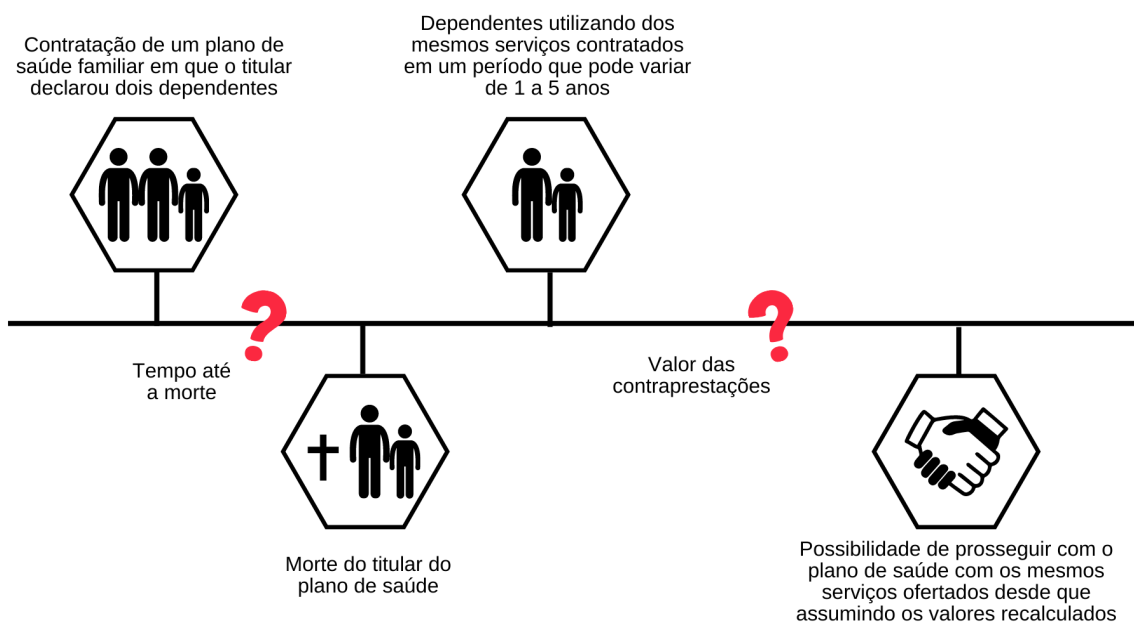 Contratação de um plano de
saúde familiar em que o titular
declarou dois dependentes
Dependentes utilizando dos
mesmos serviços contratados
em um período que pode variar
de 1 a 5 anos
?
Tempo até
a morte
?
Valor das
contraprestações
Morte do titular do
plano de saúde
Possibilidade de prosseguir com o
plano de saúde com os mesmos
serviços ofertados desde que
assumindo os valores recalculados